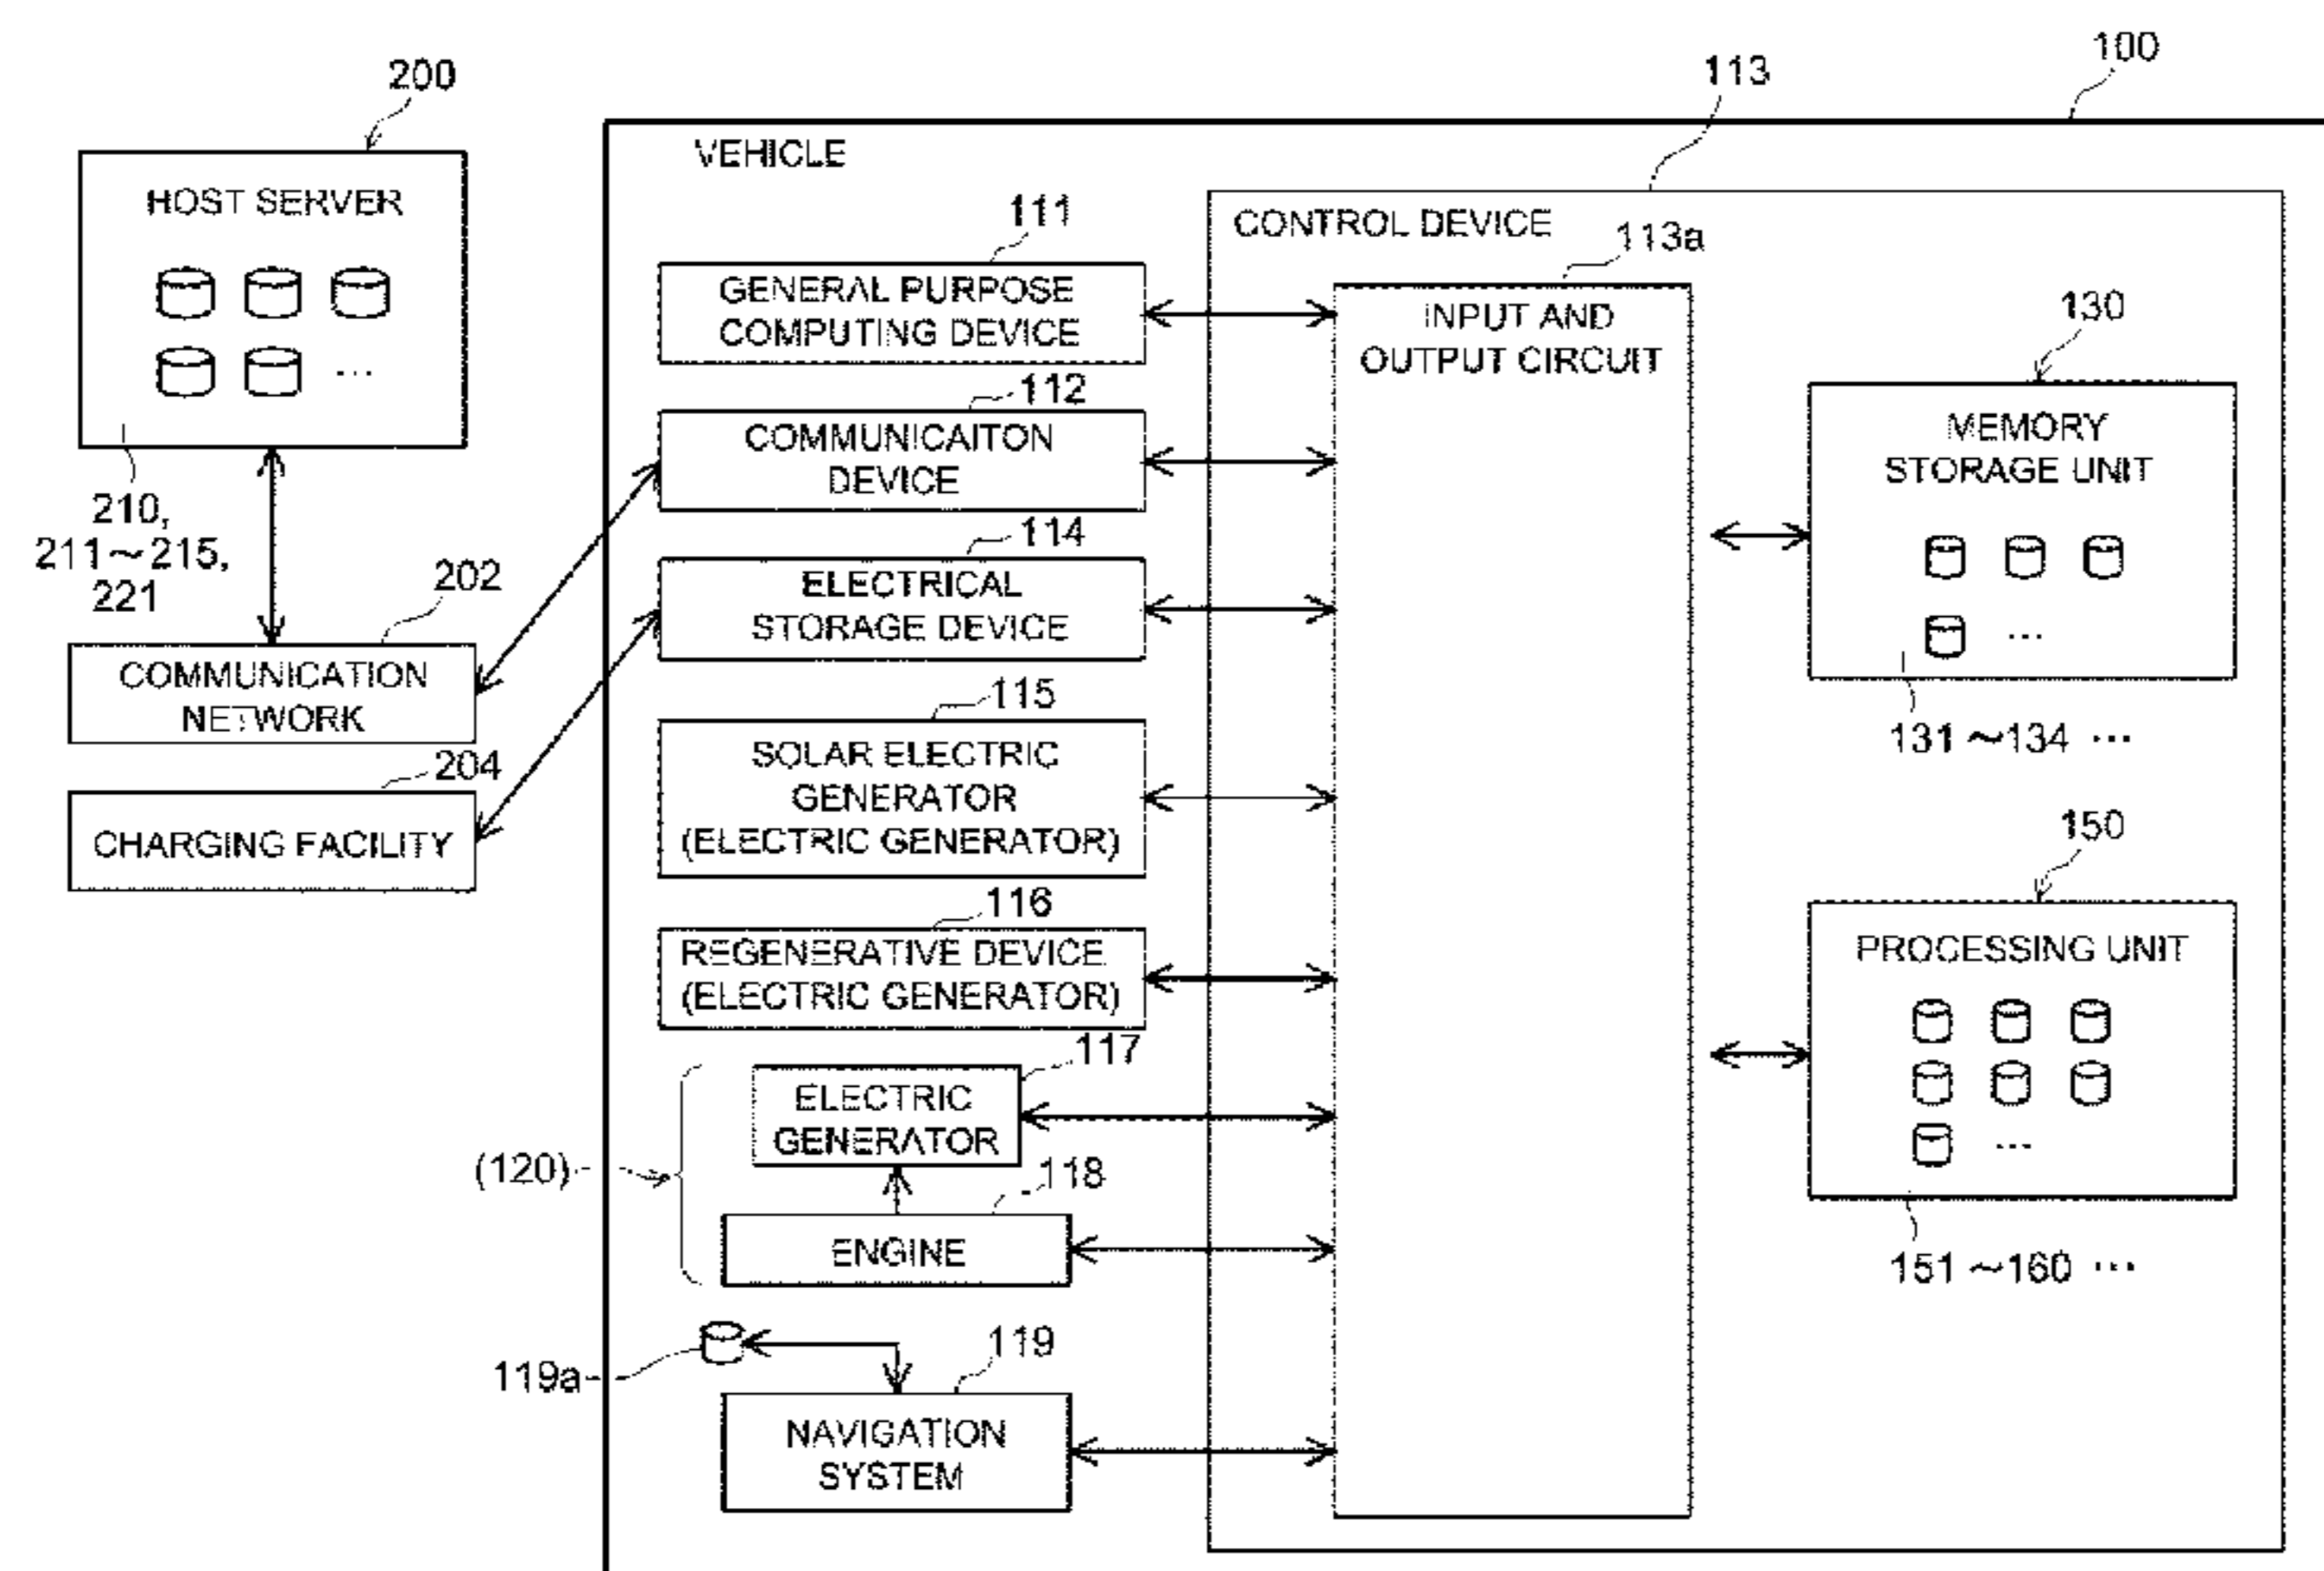 100
113
200
VEHICLE
HOST SERVER
111
CONTROL DEVICE
113a
GENERAL PURPOSE
COMPUTING DEVICE
INPUT AND
OUTPUT CIRCUIT
130
...
112
COMMUNICAITON
DEVICE
MEMORY
STORAGE UNIT
210,
211～215,
221
114
202
ELECTRICAL
STORAGE DEVICE
...
COMMUNICATION
NETWORK
115
131～134 ...
204
SOLAR ELECTRIC
GENERATOR
(ELECTRIC GENERATOR)
CHARGING FACILITY
150
116
REGENERATIVE DEVICE
(ELECTRIC GENERATOR)
PROCESSING UNIT
117
ELECTRIC
GENERATOR
...
(120)
118
ENGINE
151～160 ...
119a
119
NAVIGATION
SYSTEM